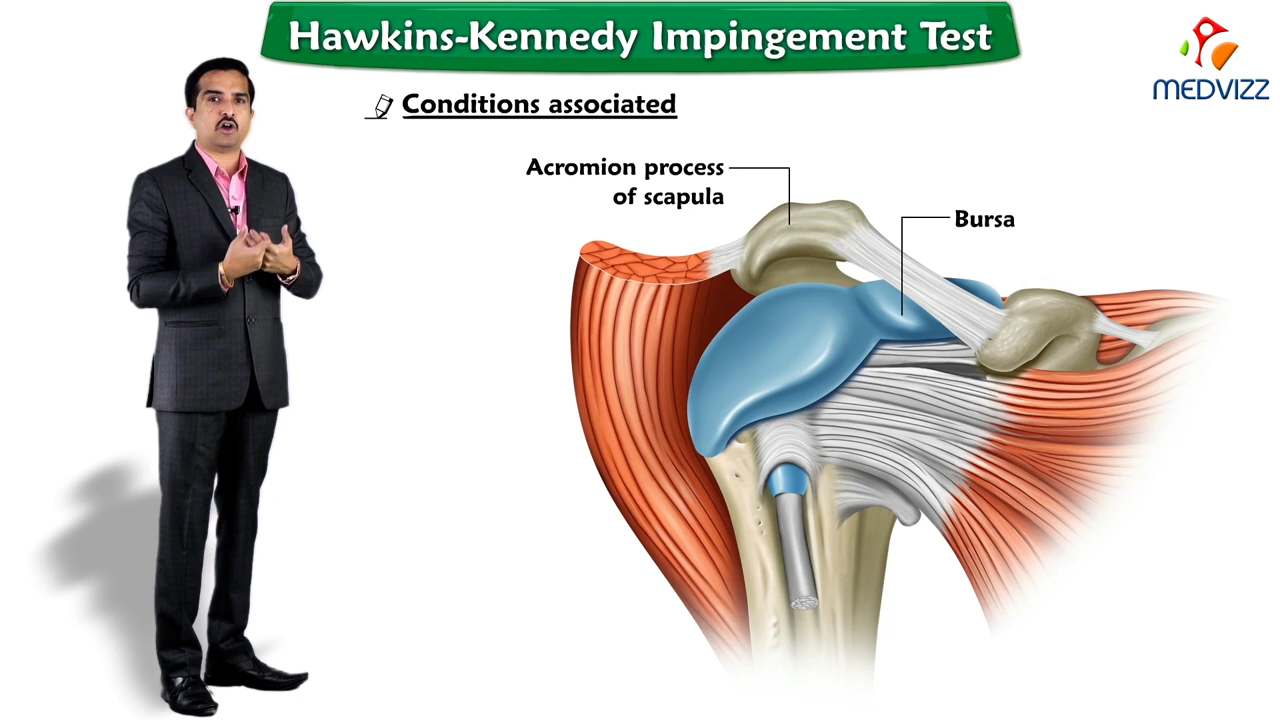 Hawkins-Kennedy Impingement Test
MEDVIZZ
Conditions associated
Acromion process
of scapula
Bursa